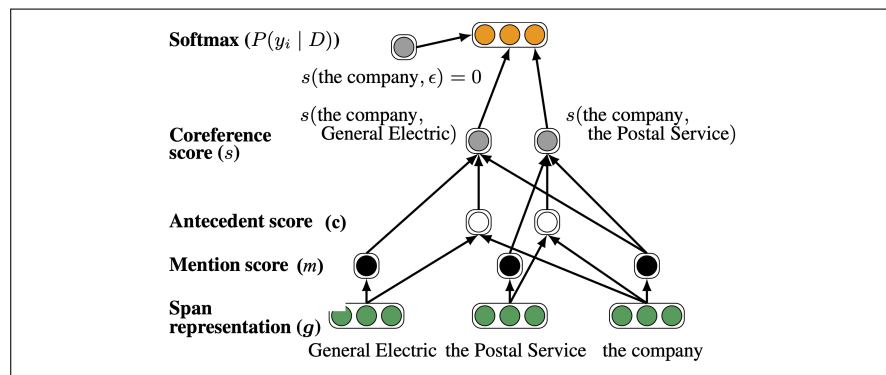 Softmax (P(y_i | D))
s(the company, ϵ) = 0
s(the company,
General Electric)
s(the company,
the Postal Service)
Coreference
score (s)
Antecedent score (c)
Mention score (m)
Span
representation (g)
General Electric the Postal Service the company